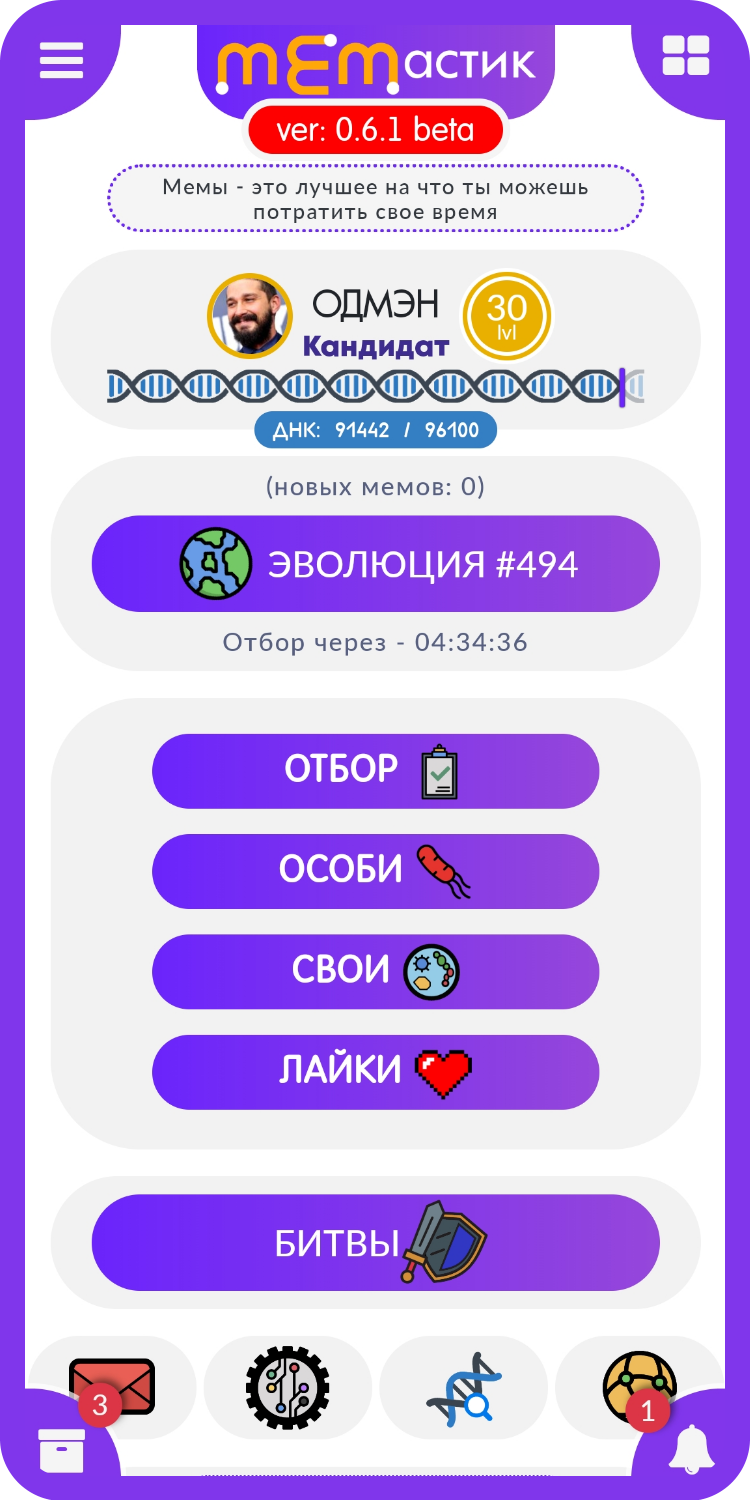 мемастик
ver: 0.6.1 beta
Мемы - это лучшее на что ты можешь
потратить свое время
ОДМЭН
30
lvl
Кандидат
ДНК: 91442 / 96100
(новых мемов: 0)
ЭВОЛЮЦИЯ #494
Отбор через - 04:34:36
ОТБОР
ОСОБИ
СВОИ
ЛАЙКИ
БИТВЫ
3
1